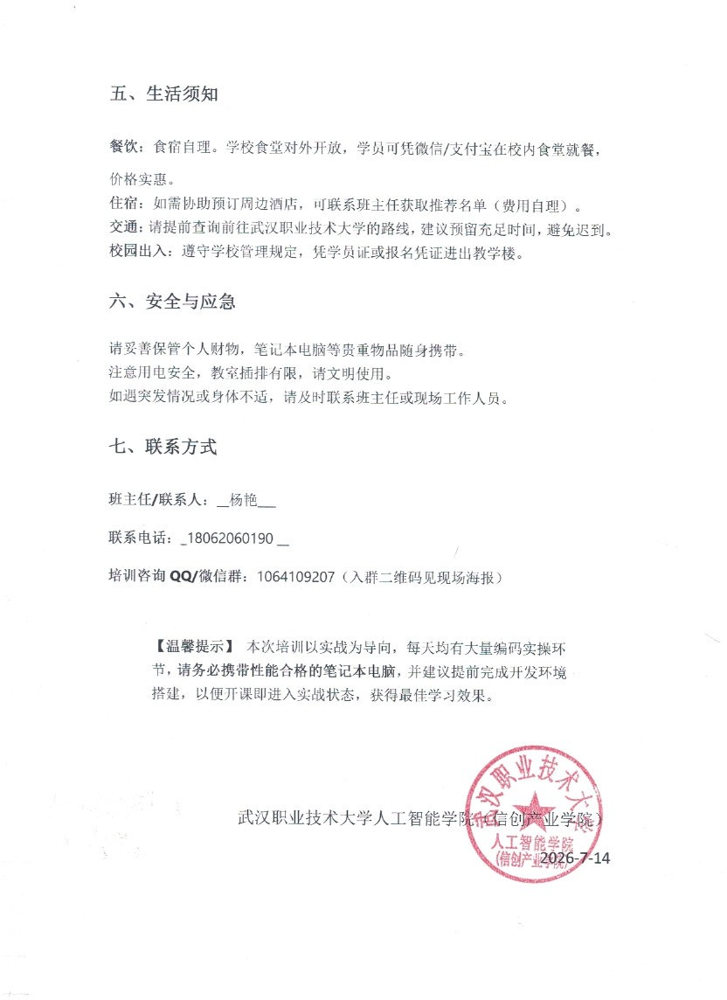 五、生活须知
餐饮：食宿自理。学校食堂对外开放，学员可凭微信/支付宝在校内食堂就餐，
价格实惠。
住宿：如需协助预订周边酒店，可联系班主任获取推荐名单（费用自理）。
交通：请提前查询前往武汉职业技术大学的路线，建议预留充足时间，避免迟到。
校园出入：遵守学校管理规定，凭学员证或报名凭证进出教学楼。
六、安全与应急
请妥善保管个人财物，笔记本电脑等贵重物品随身携带。
注意用电安全，教室插排有限，请文明使用。
如遇突发情况或身体不适，请及时联系班主任或现场工作人员。
七、联系方式
班主任/联系人：__杨艳___
联系电话：_18062060190 __
培训咨询 QQ/微信群：1064109207（入群二维码见现场海报）
【温馨提示】 本次培训以实战为导向，每天均有大量编码实操环
节，请务必携带性能合格的笔记本电脑，并建议提前完成开发环境
搭建，以便开课即进入实战状态，获得最佳学习效果。
武汉职业技术大学人工智能学院（信创产业学院）
2026-7-14
武汉职业技术大学
人工智能学院
(信创产业学院)